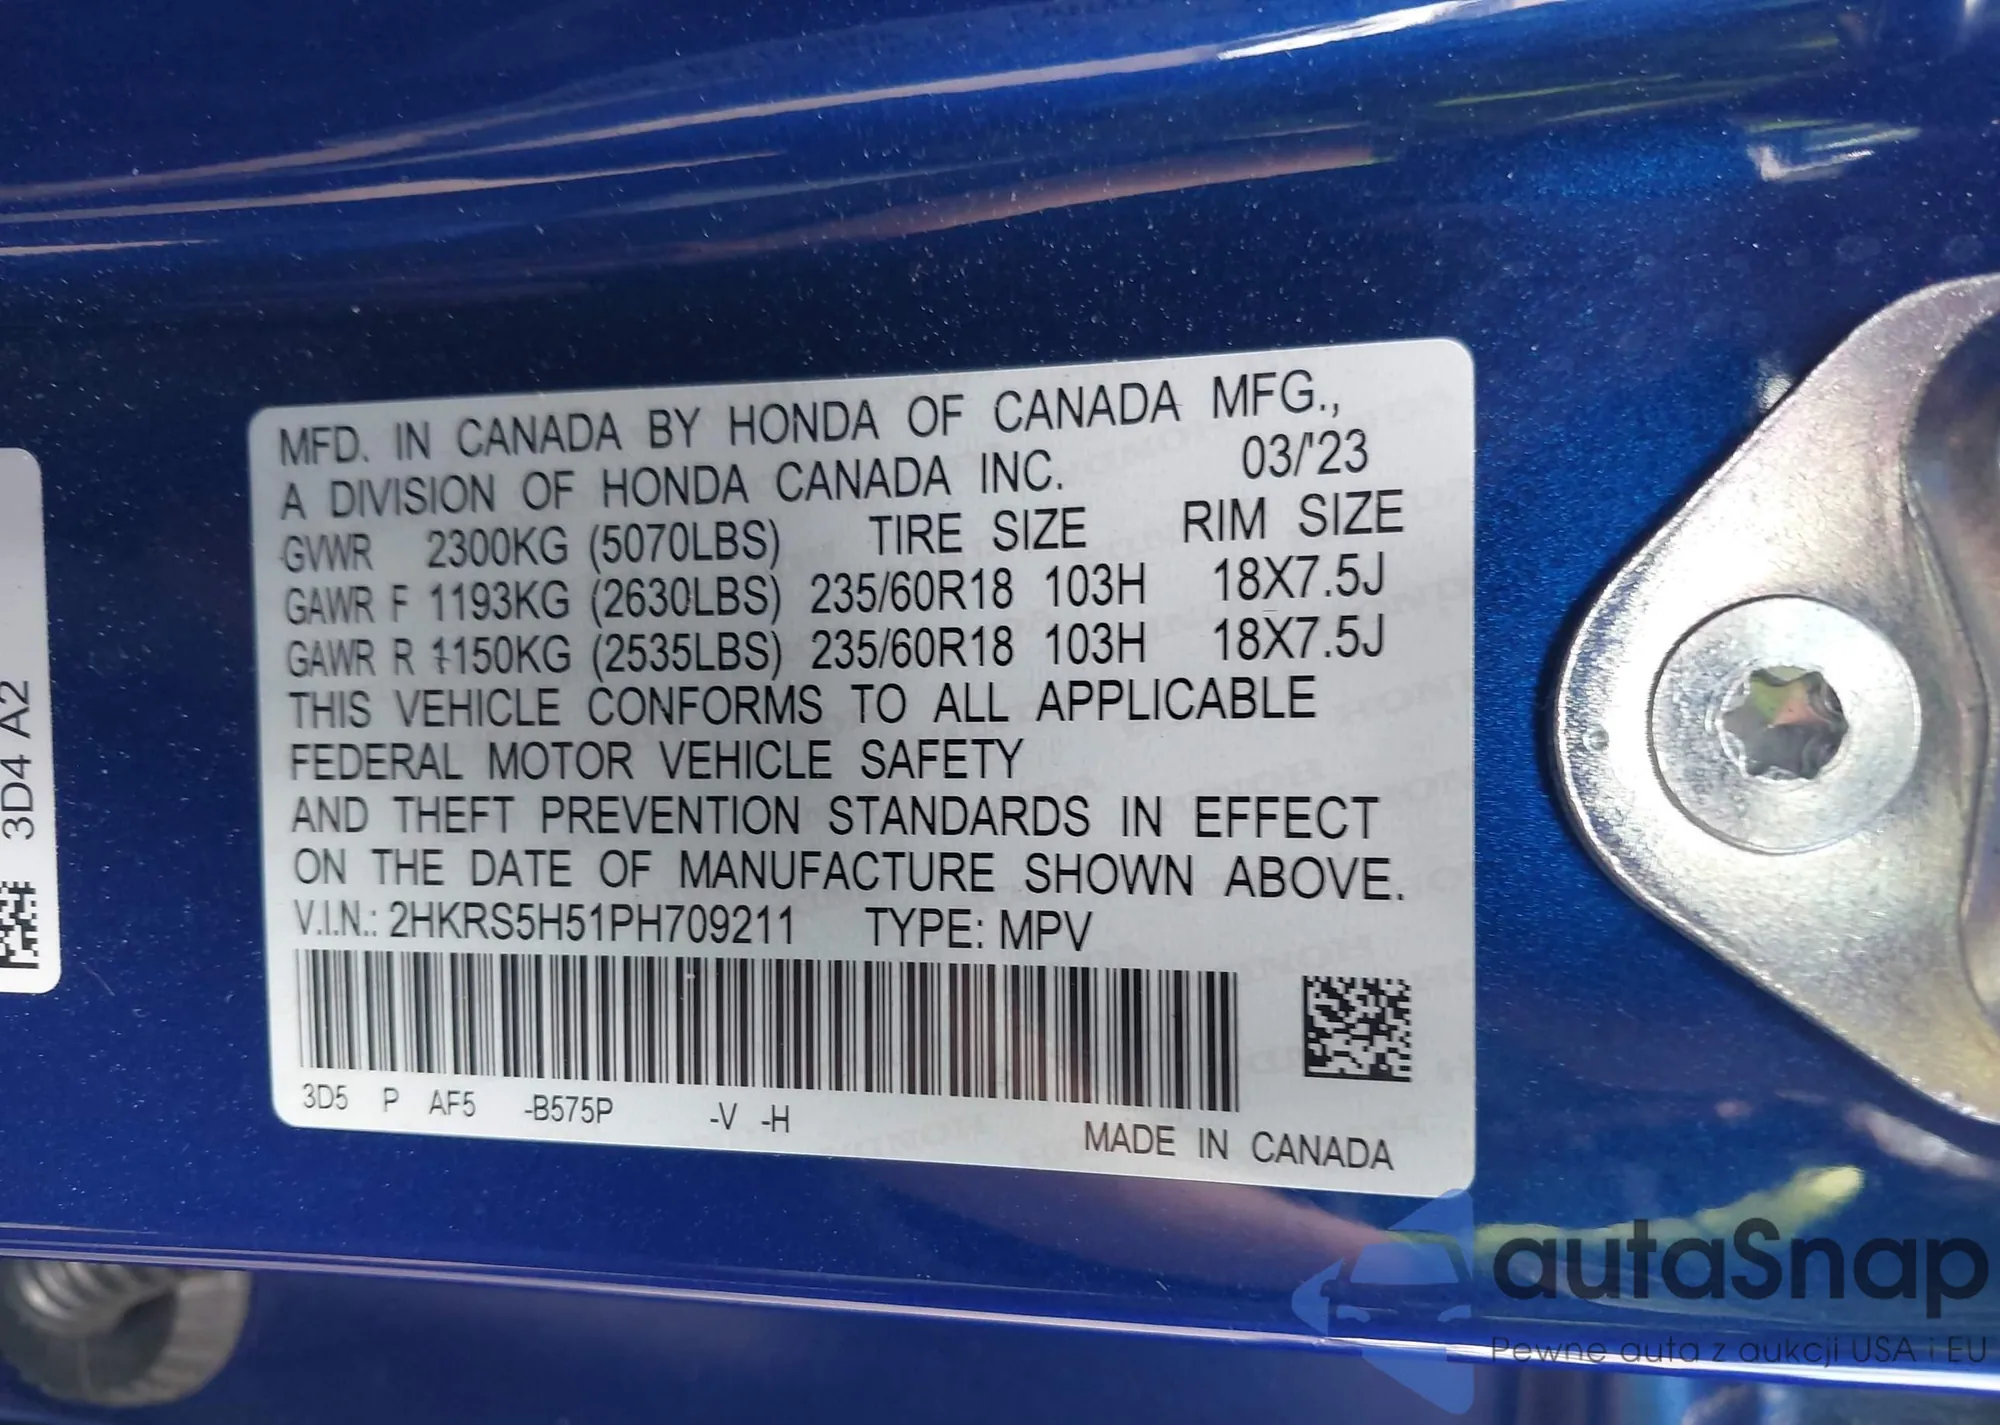 MFD. IN CANADA BY HONDA OF CANADA MFG.,
A DIVISION OF HONDA CANADA INC. 03/'23
GVWR 2300KG (5070LBS) TIRE SIZE RIM SIZE
GAWR F 1193KG (2630LBS) 235/60R18 103H 18X7.5J
GAWR R 1150KG (2535LBS) 235/60R18 103H 18X7.5J
THIS VEHICLE CONFORMS TO ALL APPLICABLE
FEDERAL MOTOR VEHICLE SAFETY
AND THEFT PREVENTION STANDARDS IN EFFECT
ON THE DATE OF MANUFACTURE SHOWN ABOVE.
V.I.N.: 2HKRS5H51PH709211 TYPE: MPV
3D5 P AF5 -B575P -V -H
MADE IN CANADA
3D4 A2
autaSnap
Pewne auta z aukcji USA i EU